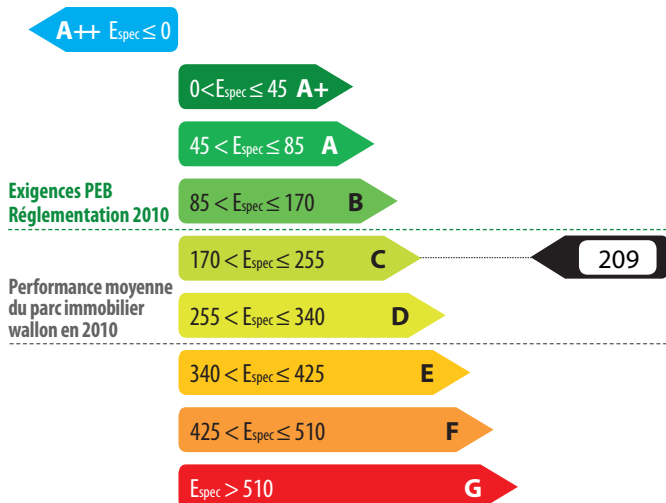 A++ Espec ≤ 0
0<Espec ≤ 45 A+
45 < Espec ≤ 85 A
Exigences PEB
Réglementation 2010
85 < Espec ≤ 170 B
170 < Espec ≤ 255 C
209
Performance moyenne
du parc immobilier
wallon en 2010
255 < Espec ≤ 340 D
340 < Espec ≤ 425 E
425 < Espec ≤ 510 F
Espec > 510 G